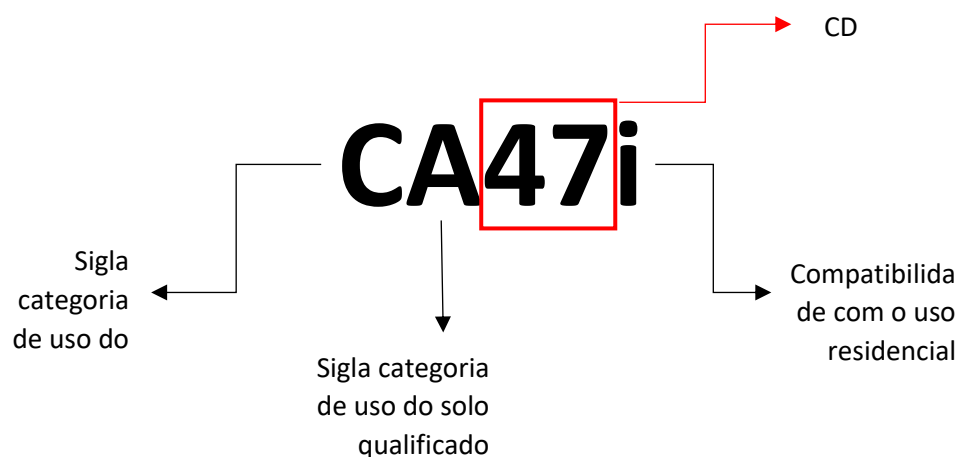 CD
CA47i
Sigla
categoria
de uso do
Sigla categoria
de uso do solo
qualificado
Compatibilida
de com o uso
residencial